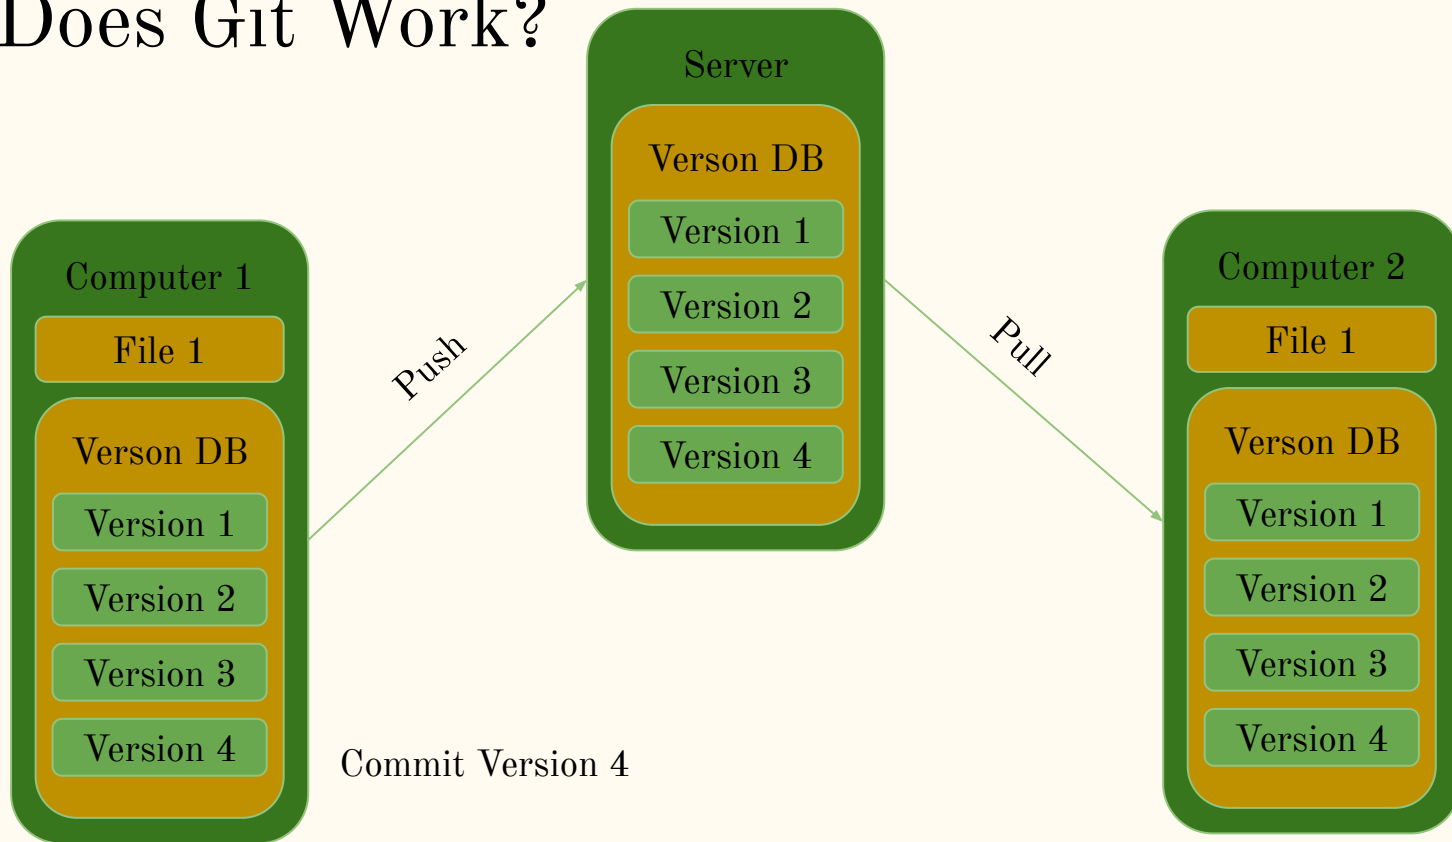 Does Git Work?
Server
Verson DB
Version 1
Version 2
Version 3
Version 4
Computer 1
File 1
Verson DB
Version 1
Version 2
Version 3
Version 4
Push
Commit Version 4
Pull
Computer 2
File 1
Verson DB
Version 1
Version 2
Version 3
Version 4